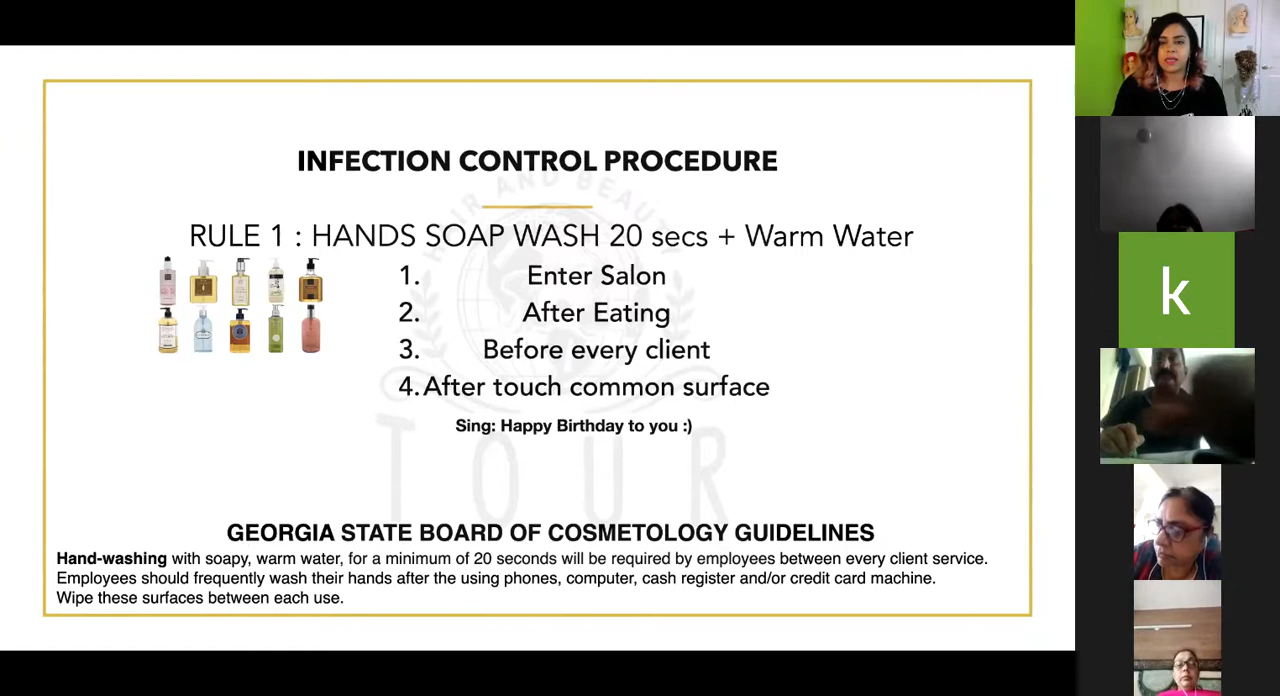 INFECTION CONTROL PROCEDURE
RULE 1 : HANDS SOAP WASH 20 secs + Warm Water
1. Enter Salon
2. After Eating
3. Before every client
4. After touch common surface
Sing: Happy Birthday to you :)
HAIR AND BEAUTY
TOUR
GEORGIA STATE BOARD OF COSMETOLOGY GUIDELINES
Hand-washing with soapy, warm water, for a minimum of 20 seconds will be required by employees between every client service.
Employees should frequently wash their hands after the using phones, computer, cash register and/or credit card machine.
Wipe these surfaces between each use.
k